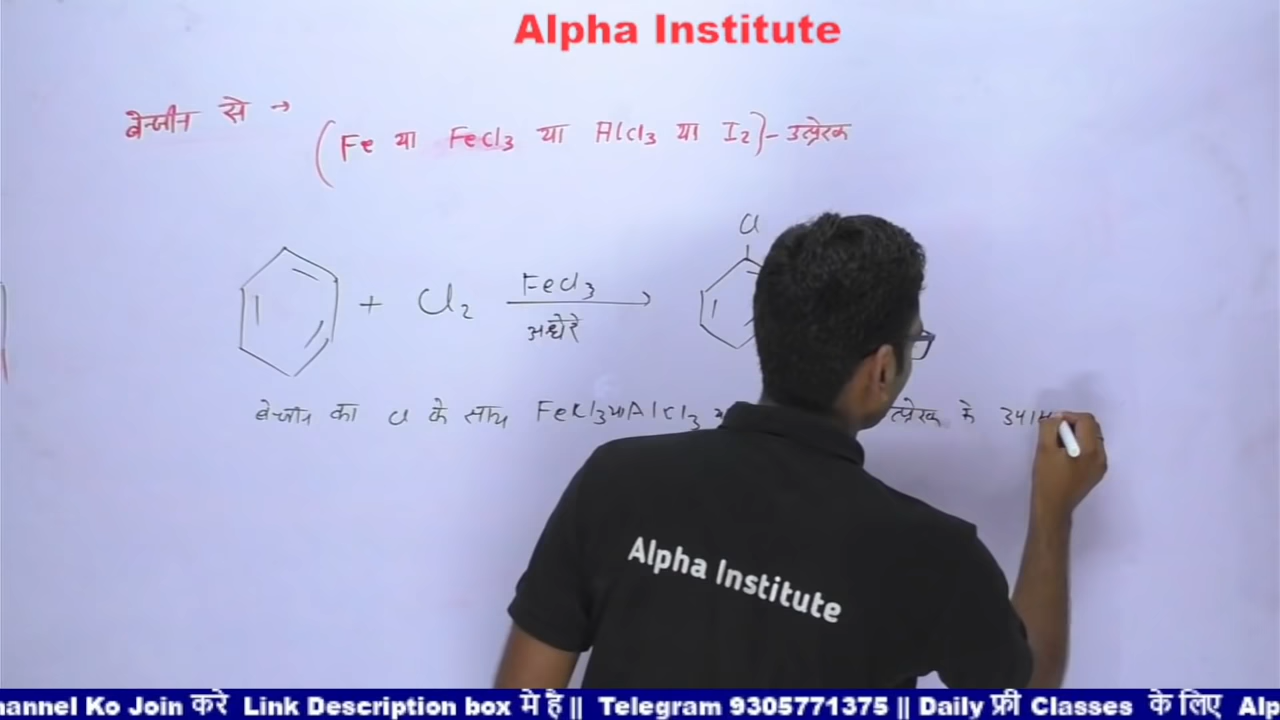 Alpha Institute
बेन्जीन से →
(Fe या FeCl3 या AlCl3 या I2)- उत्प्रेरक
Cl
+ Cl2 FeCl3
अंधेरे
बेन्जीन का Cl के साथ FeCl3 या AlCl3 के
Alpha Institute
hannel Ko Join करे Link Description box मे है || Telegram 9305771375 || Daily फ्री Classes के लिए Alp